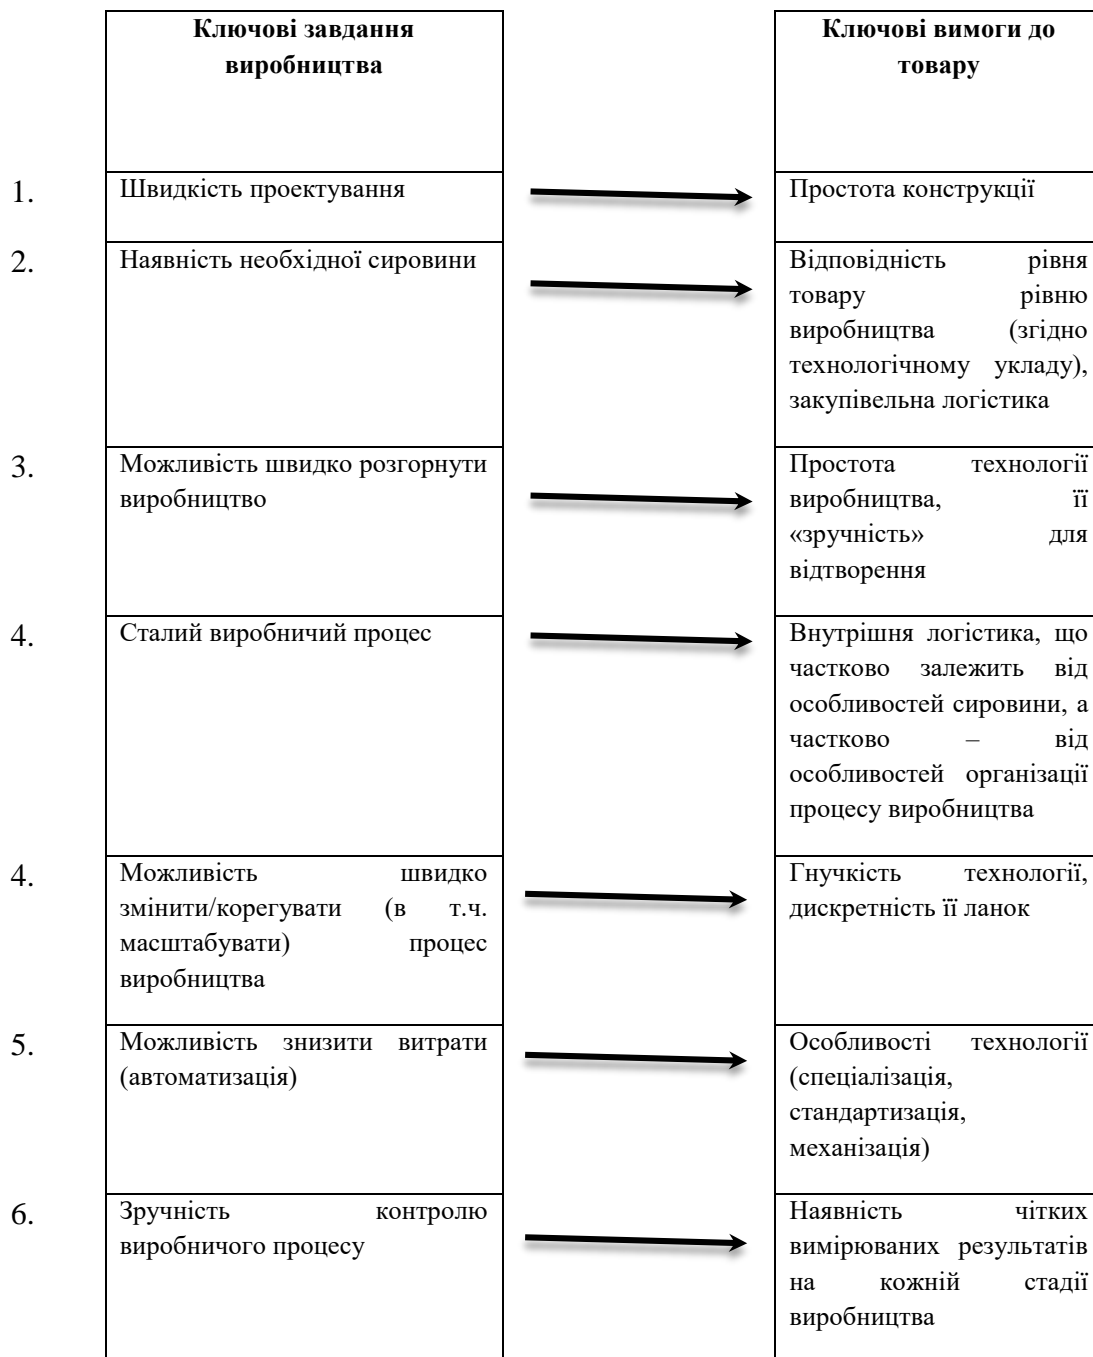 Ключові завдання
виробництва
Ключові вимоги до
товару
1.
Швидкість проектування
Простота конструкції
2.
Наявність необхідної сировини
Відповідність рівня
товару рівню
виробництва (згідно
технологічному укладу),
закупівельна логістика
3.
Можливість швидко розгорнути
виробництво
Простота технології
виробництва, її
«зручність» для
відтворення
4.
Сталий виробничий процес
Внутрішня логістика, що
частково залежить від
особливостей сировини, а
частково – від
особливостей організації
процесу виробництва
4.
Можливість швидко
змінити/корегувати (в т.ч.
масштабувати) процес
виробництва
Гнучкість технології,
дискретність її ланок
5.
Можливість знизити витрати
(автоматизація)
Особливості технології
(спеціалізація,
стандартизація,
механізація)
6.
Зручність контролю
виробничого процесу
Наявність чітких
вимірюваних результатів
на кожній стадії
виробництва